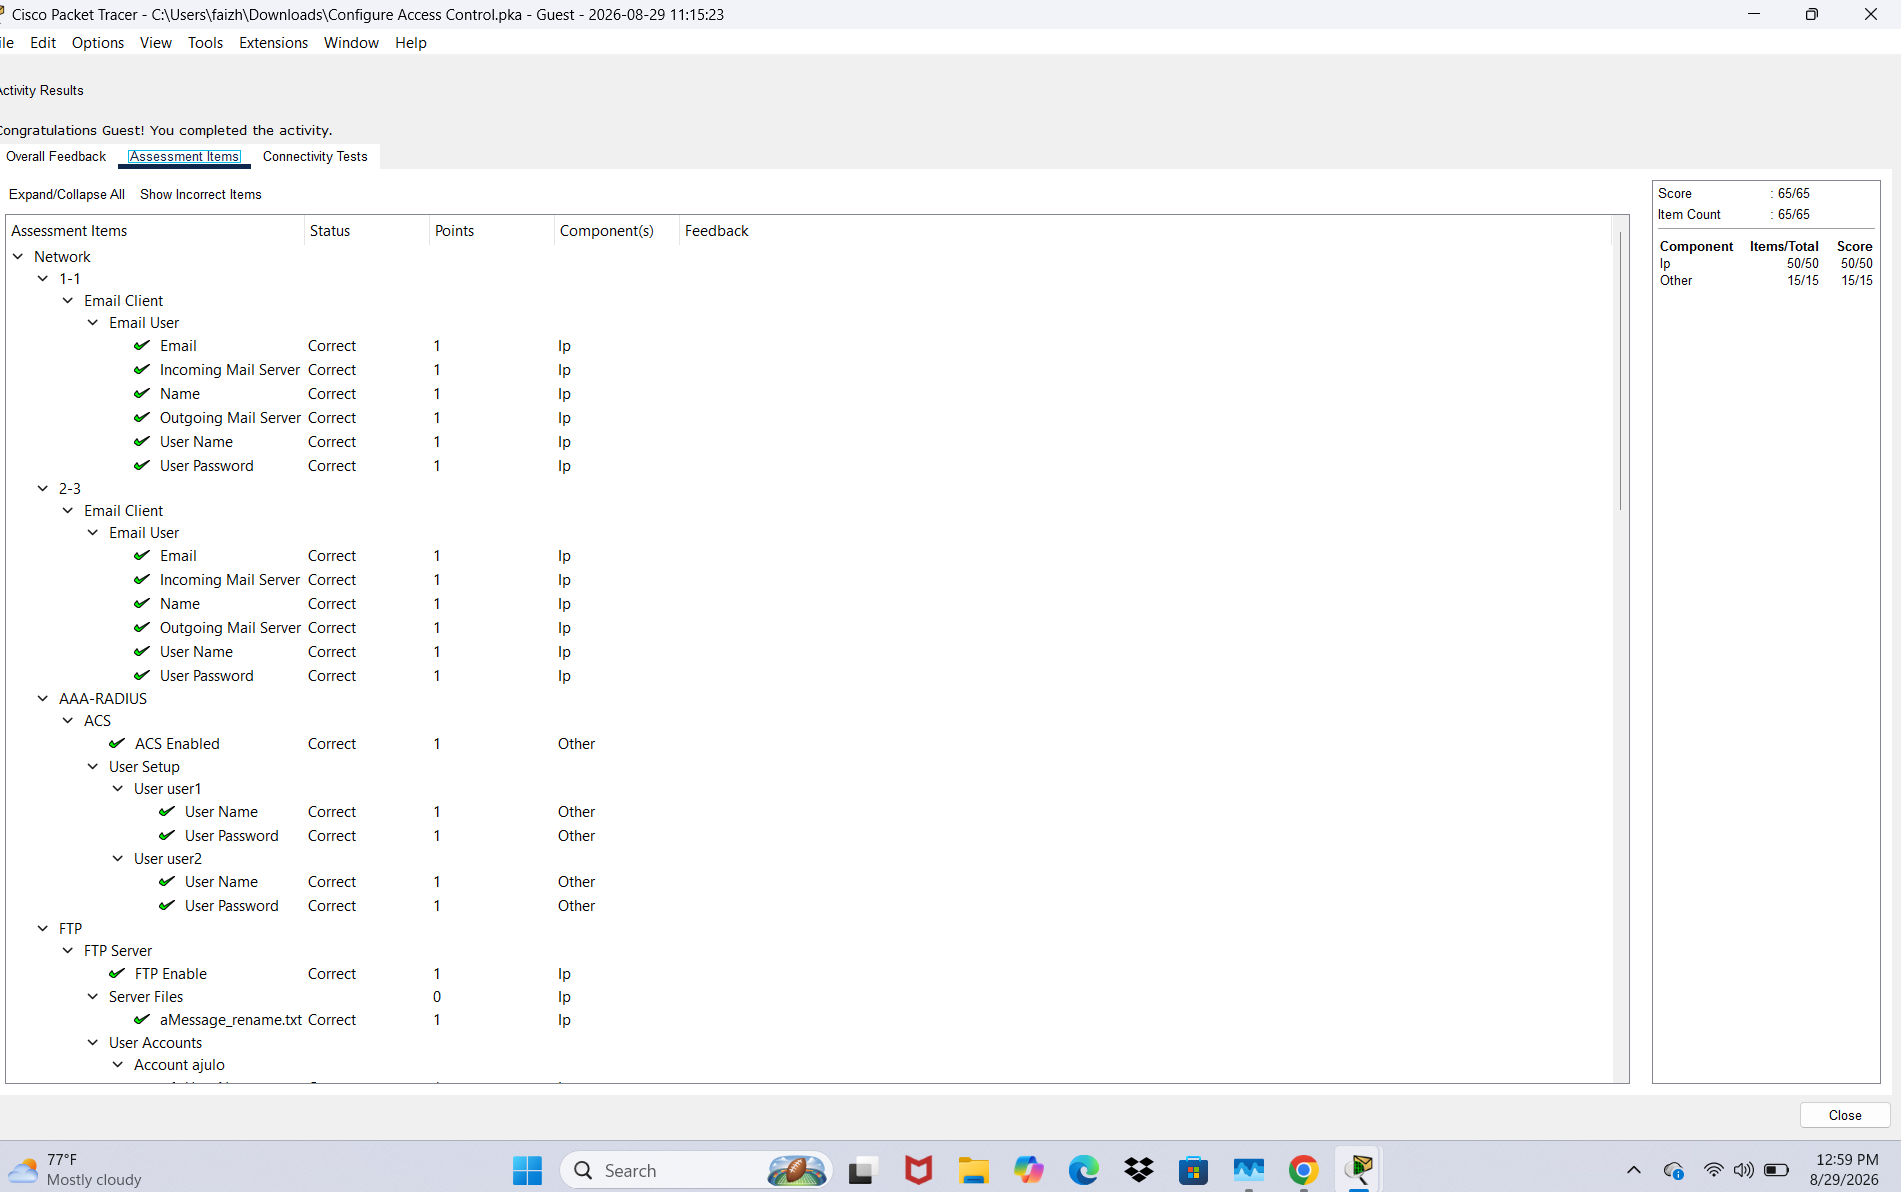 Cisco Packet Tracer - C:\Users\faizh\Downloads\Configure Access Control.pka - Guest - 2026-08-29 11:15:23
ile Edit Options View Tools Extensions Window Help
Activity Results
Congratulations Guest! You completed the activity.
Overall Feedback Assessment Items Connectivity Tests
Expand/Collapse All Show Incorrect Items
Assessment Items Status Points Component(s) Feedback
Network
1-1
Email Client
Email User
Email Correct 1 Ip
Incoming Mail Server Correct 1 Ip
Name Correct 1 Ip
Outgoing Mail Server Correct 1 Ip
User Name Correct 1 Ip
User Password Correct 1 Ip
2-3
Email Client
Email User
Email Correct 1 Ip
Incoming Mail Server Correct 1 Ip
Name Correct 1 Ip
Outgoing Mail Server Correct 1 Ip
User Name Correct 1 Ip
User Password Correct 1 Ip
AAA-RADIUS
ACS
ACS Enabled Correct 1 Other
User Setup
User user1
User Name Correct 1 Other
User Password Correct 1 Other
User user2
User Name Correct 1 Other
User Password Correct 1 Other
FTP
FTP Server
FTP Enable Correct 1 Ip
Server Files 0 Ip
aMessage_rename.txt Correct 1 Ip
User Accounts
Account ajulo
Score : 65/65
Item Count : 65/65
Component Items/Total Score
Ip 50/50 50/50
Other 15/15 15/15
Close
77°F
Mostly cloudy
Search
12:59 PM
8/29/2026